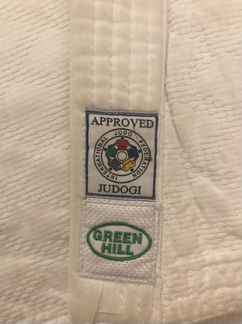 APPROVED
INTERNATIONAL JUDO FEDERATION
JUDOGI
GREEN
HILL